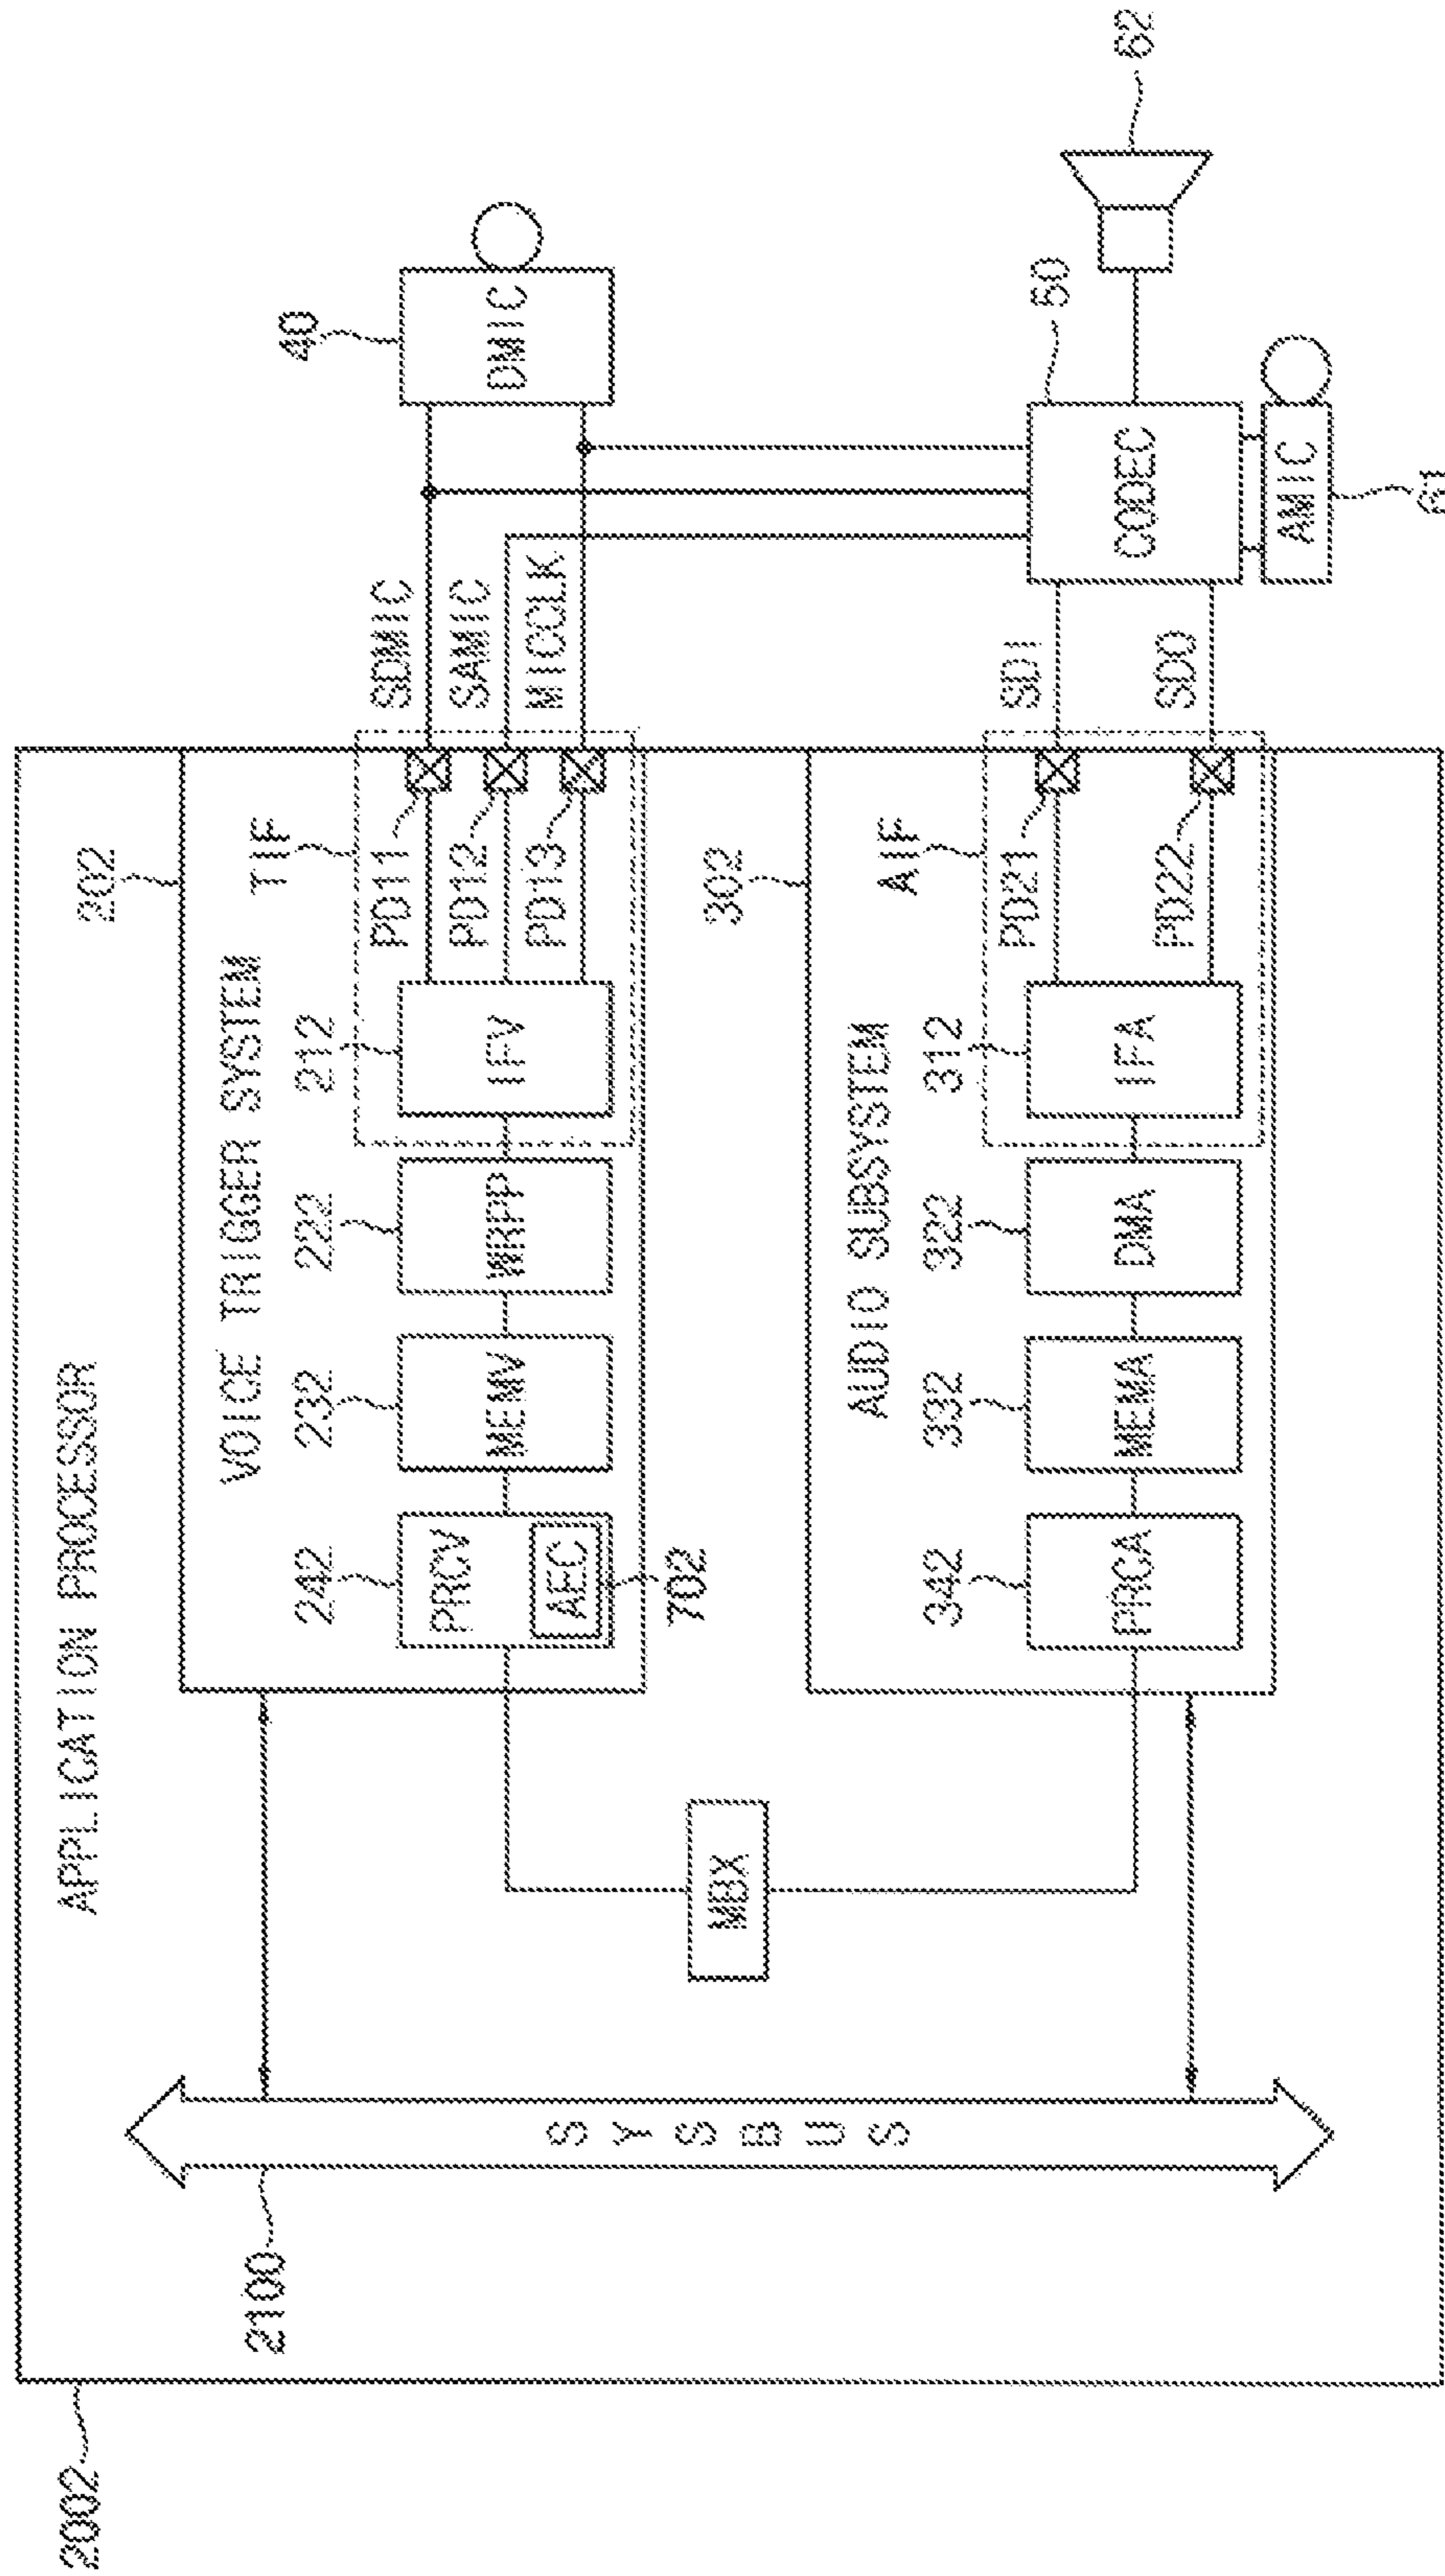 2002
APPLICATION PROCESSOR
202
VOICE TRIGGER SYSTEM
TIF
242
232
222
212
PRCV
AEC
702
MEMV
WRPP
IFV
PD11
PD12
PD13
SDMIC
SAMIC
MICCLK
40
DMIC
2100
SYSBUS
MBX
302
AUDIO SUBSYSTEM
AIF
342
332
322
312
PRCA
MEMA
DMA
IFA
PD21
PD22
SDI
SDO
50
CODEC
AMIC
61
62